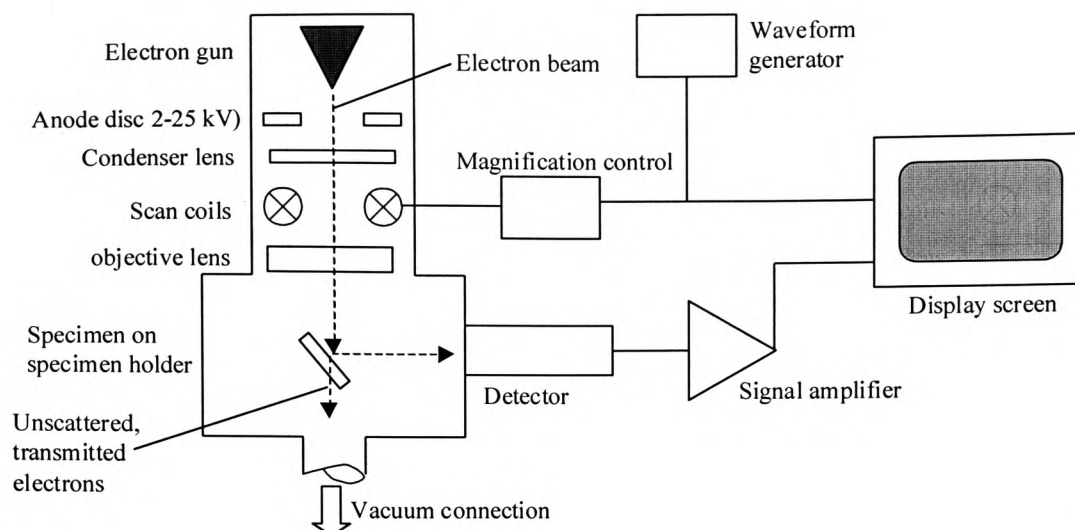 Electron gun
Electron beam
Waveform
generator
Anode disc 2-25 kV)
Condenser lens
Magnification control
Scan coils
objective lens
Display screen
Specimen on
specimen holder
Detector
Signal amplifier
Unscattered,
transmitted
electrons
Vacuum connection